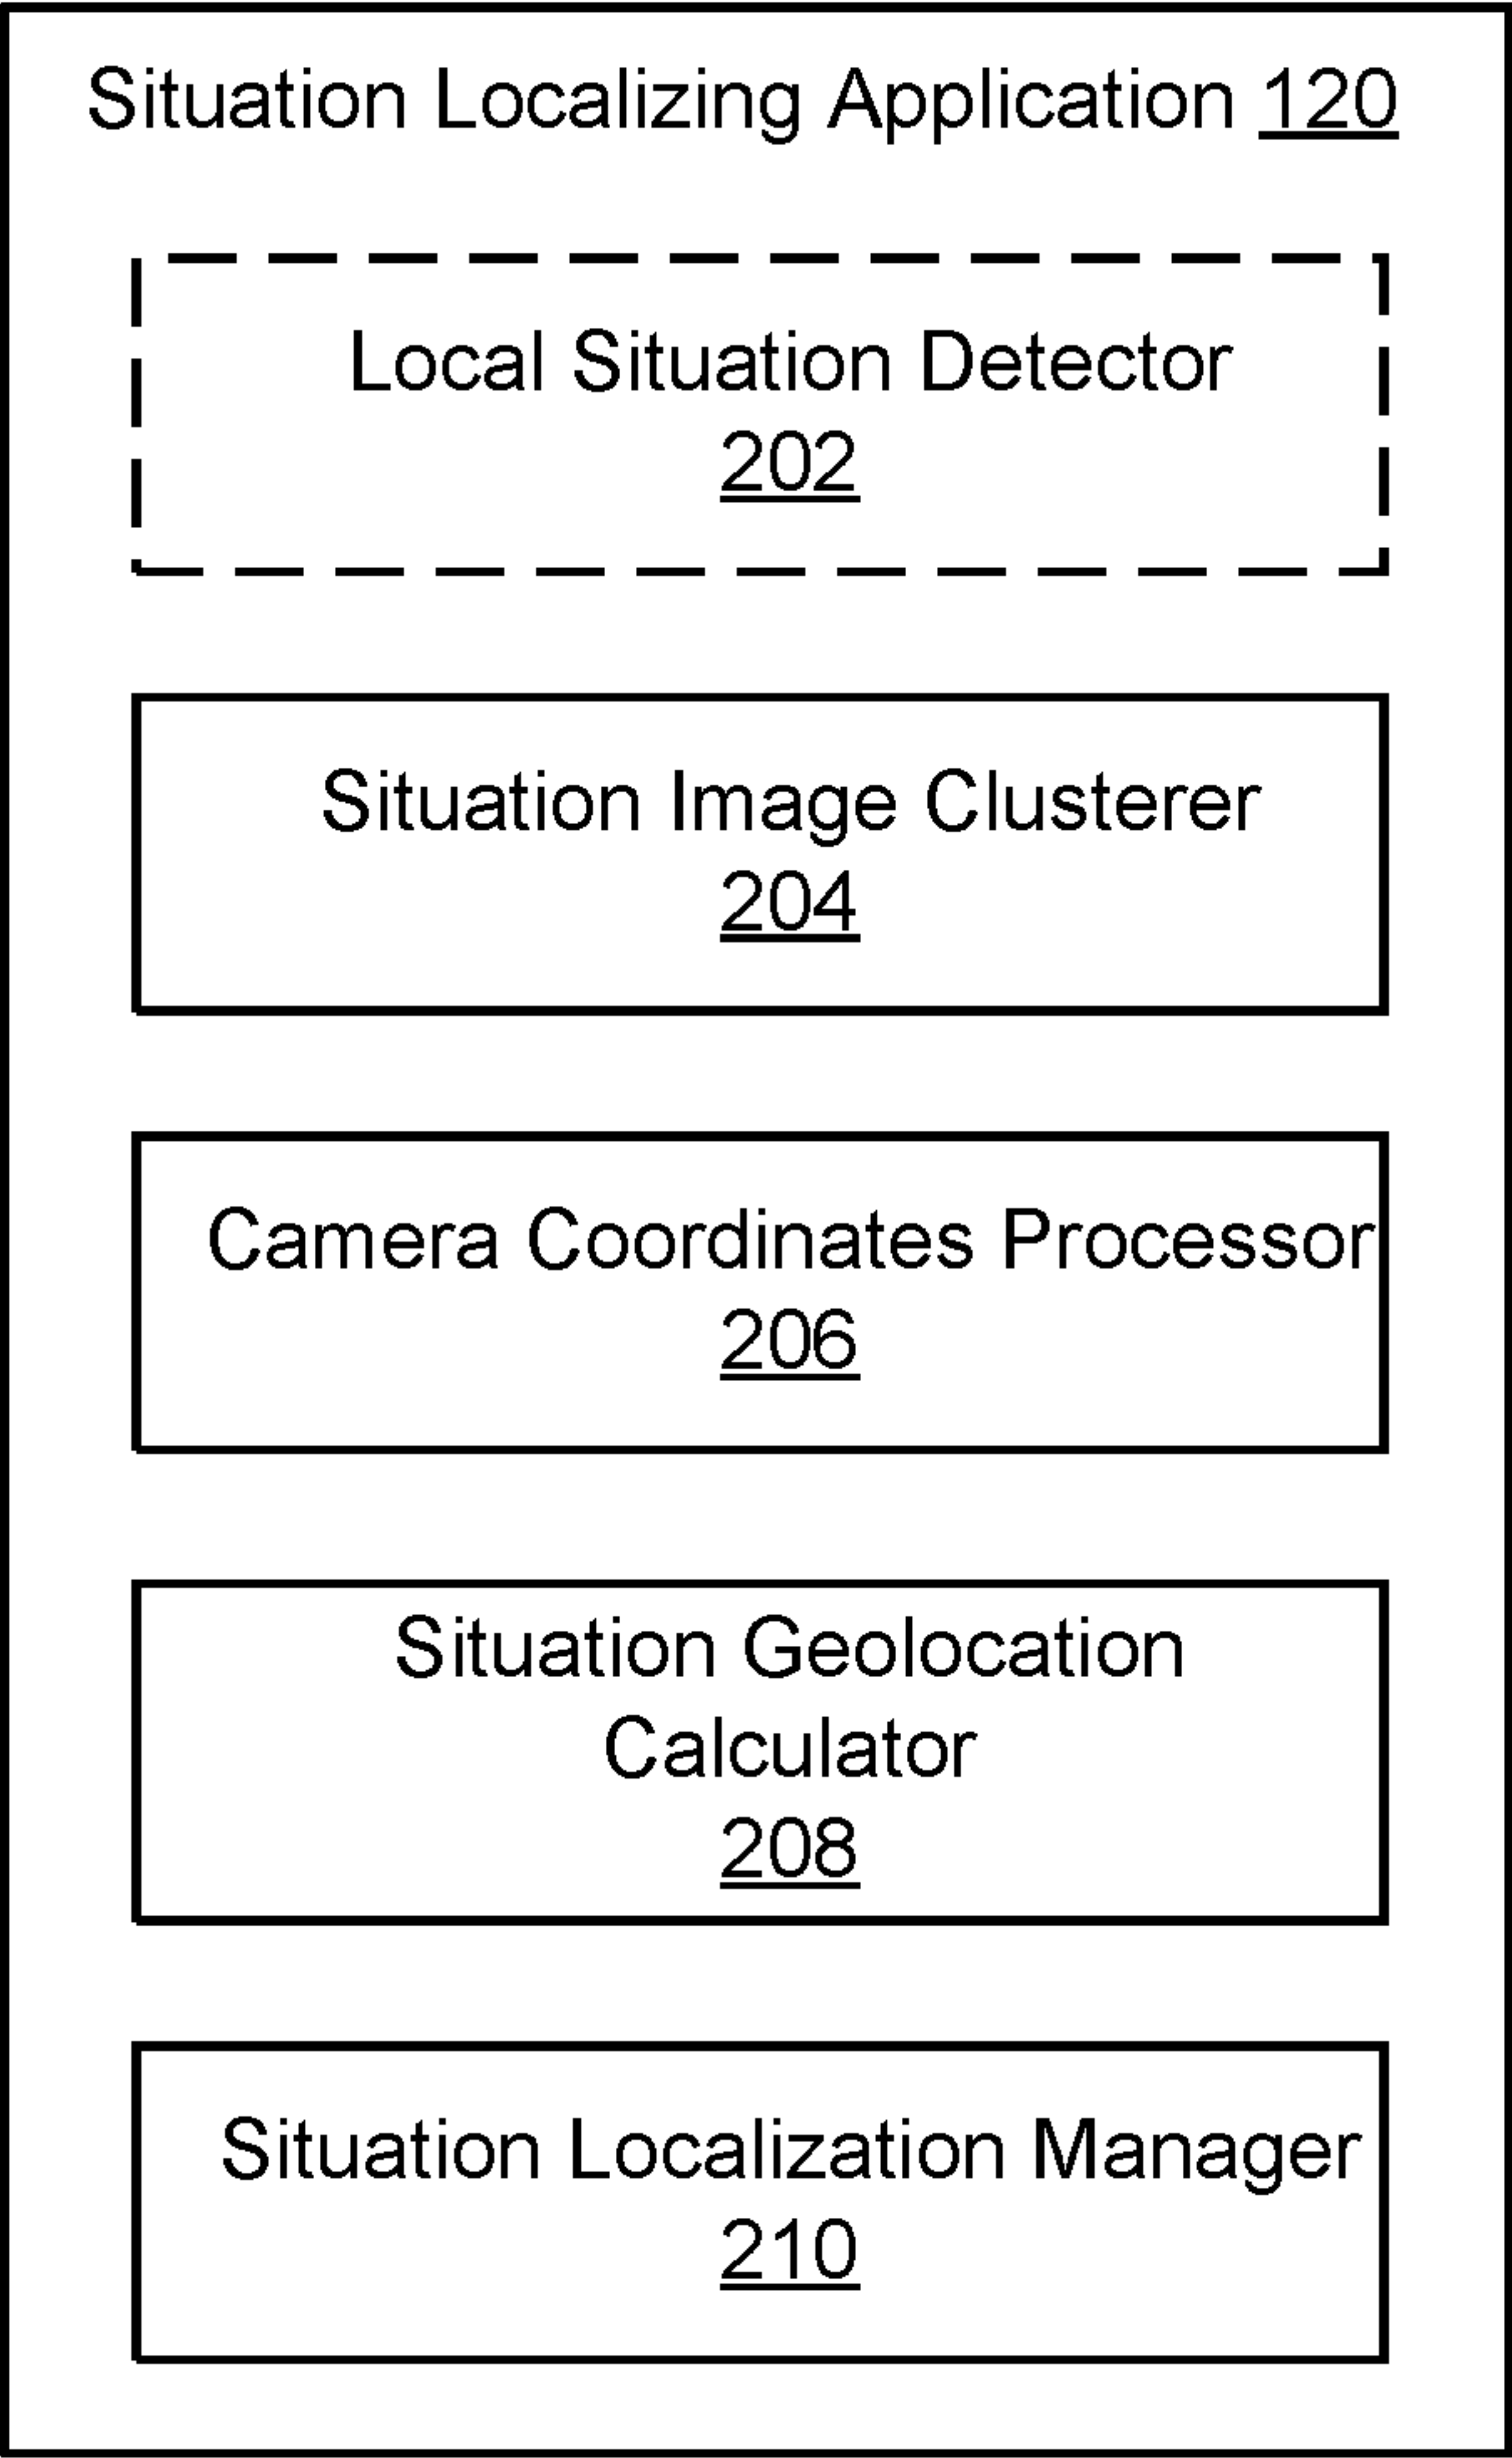 Situation Localizing Application 120
Local Situation Detector
202
Situation Image Clusterer
204
Camera Coordinates Processor
206
Situation Geolocation
Calculator
208
Situation Localization Manager
210